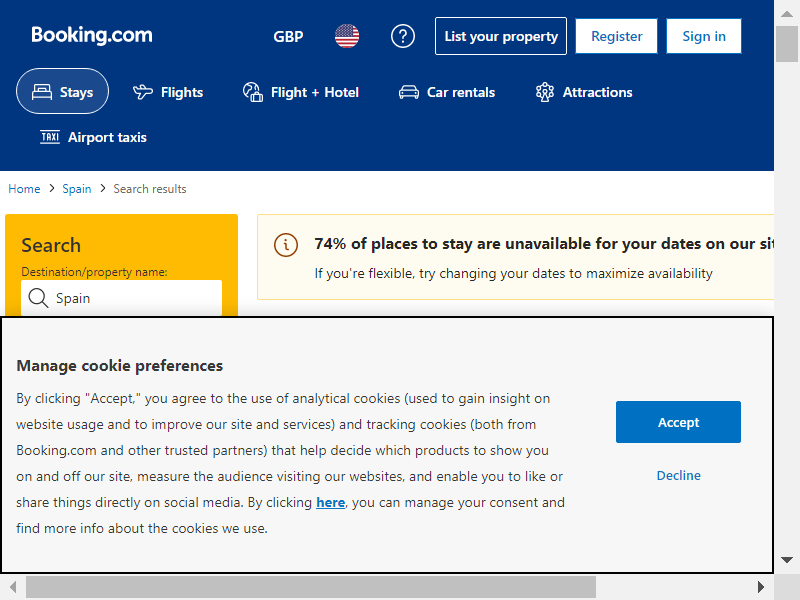 Booking.com
GBP
?
List your property
Register
Sign in
Stays
Flights
Flight + Hotel
Car rentals
Attractions
TAXI Airport taxis
Home > Spain > Search results
Search
Destination/property name:
Spain
74% of places to stay are unavailable for your dates on our sit
If you're flexible, try changing your dates to maximize availability
Manage cookie preferences
By clicking "Accept," you agree to the use of analytical cookies (used to gain insight on
website usage and to improve our site and services) and tracking cookies (both from
Booking.com and other trusted partners) that help decide which products to show you
on and off our site, measure the audience visiting our websites, and enable you to like or
share things directly on social media. By clicking here, you can manage your consent and
find more info about the cookies we use.
Accept
Decline